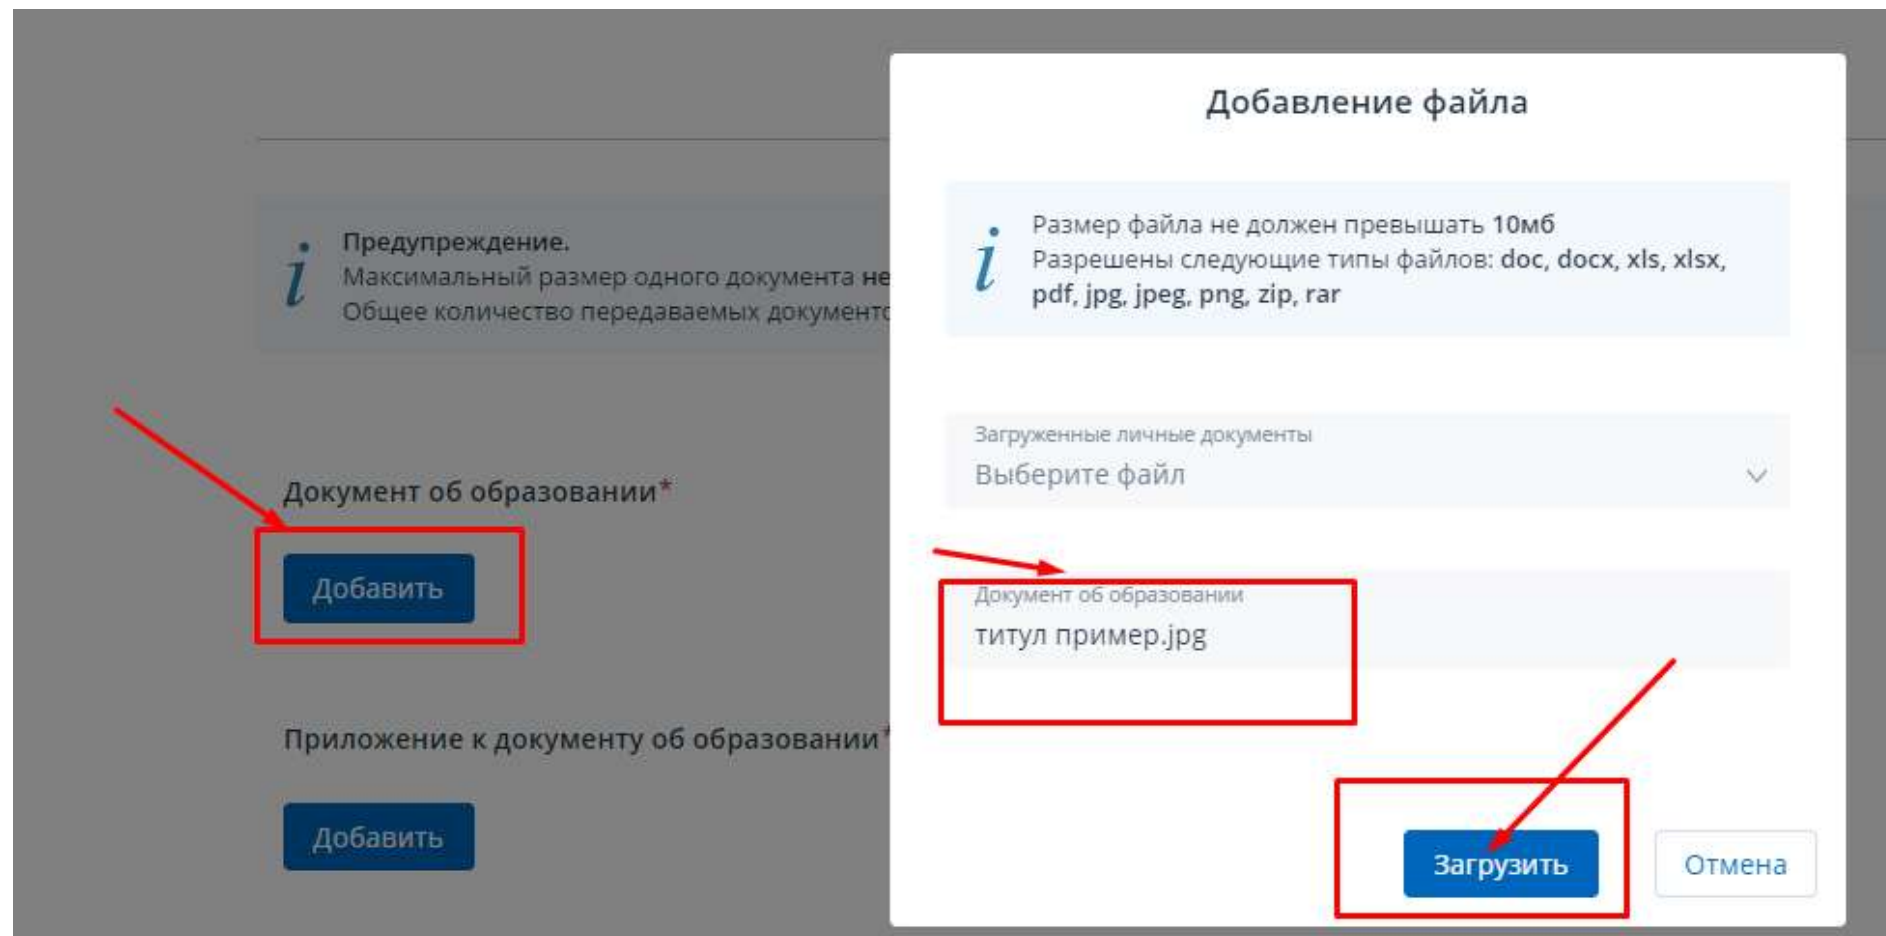 Добавление файла
Предупреждение.
Максимальный размер одного документа не
Общее количество передаваемых документо
Размер файла не должен превышать 10мб
Разрешены следующие типы файлов: doc, docx, xls, xlsx,
pdf, jpg, jpeg, png, zip, rar
Загруженные личные документы
Выберите файл
Документ об образовании*
Добавить
Документ об образовании
титул пример.jpg
Приложение к документу об образовании*
Добавить
Загрузить
Отмена